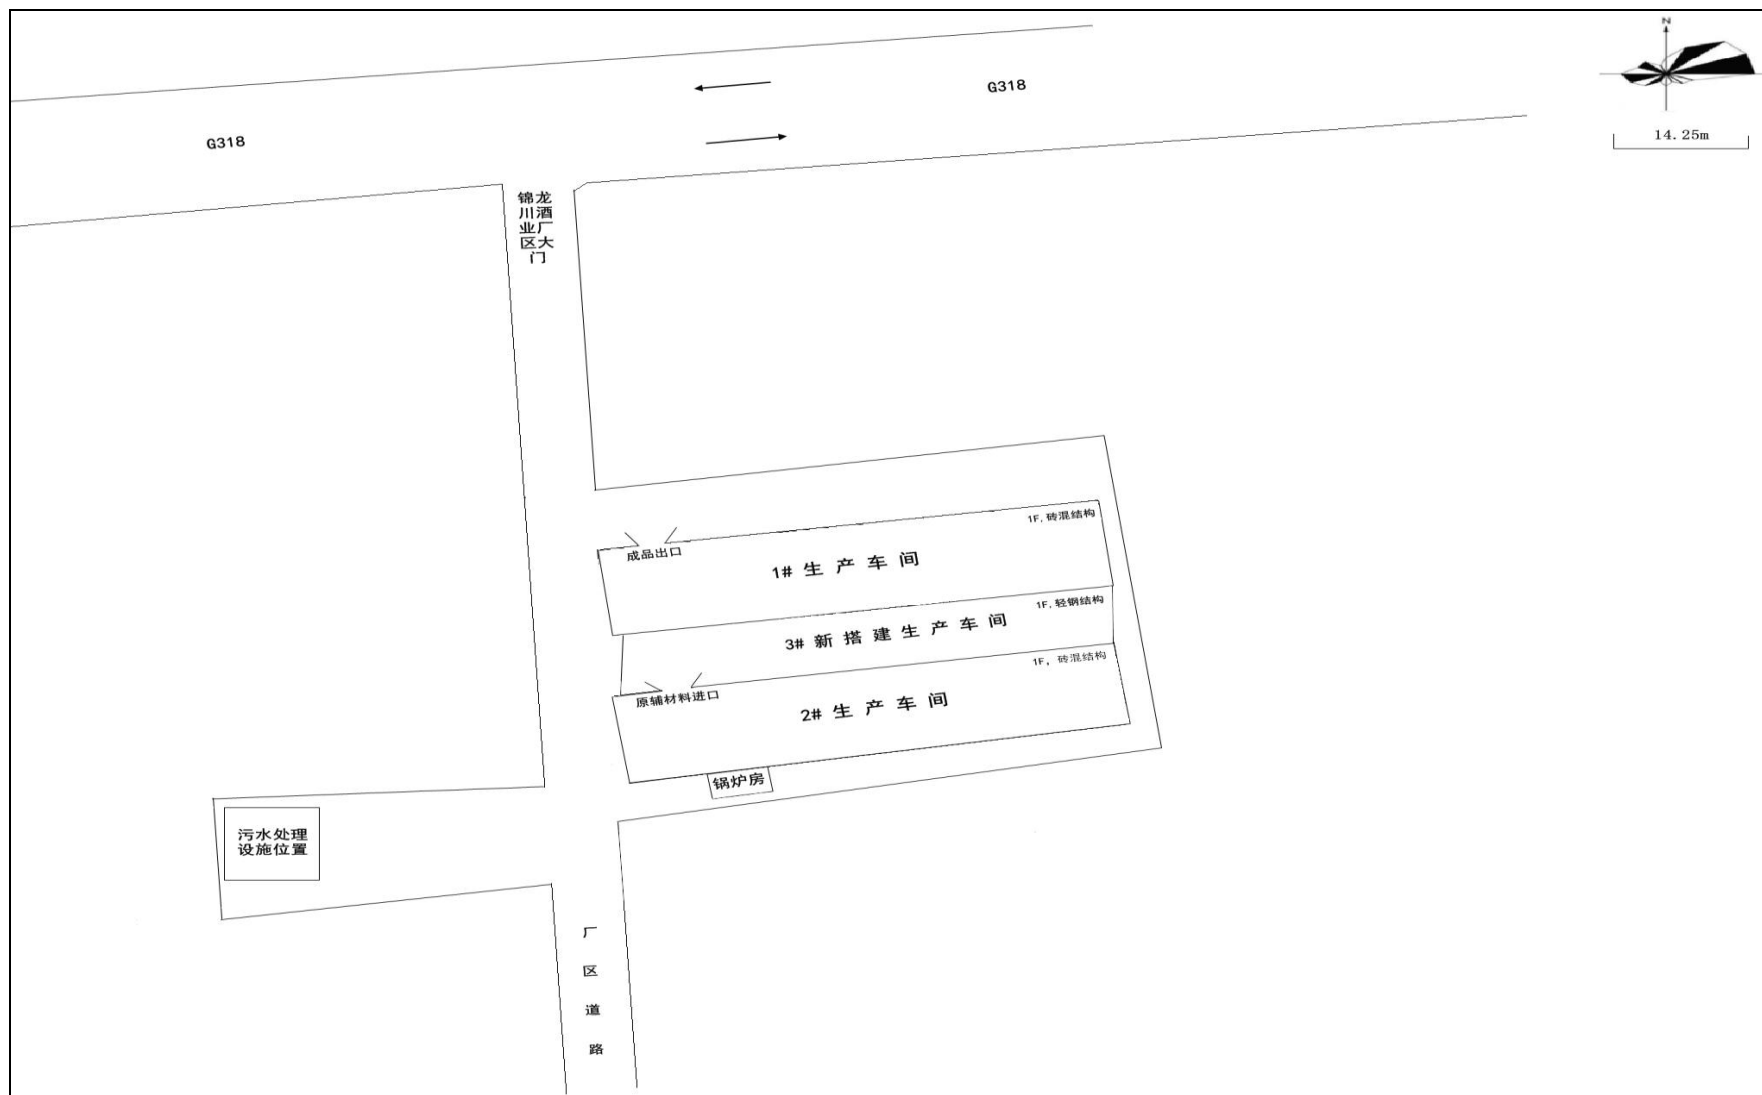 N
14.25m
G318
G318
锦龙
川酒
业厂
区大
门
1F,砖混结构
成品出口
1# 生 产 车 间
1F,轻钢结构
3# 新 搭 建 生 产 车 间
1F，砖混结构
原辅材料进口
2# 生 产 车 间
锅炉房
污水处理
设施位置
厂
区
道
路